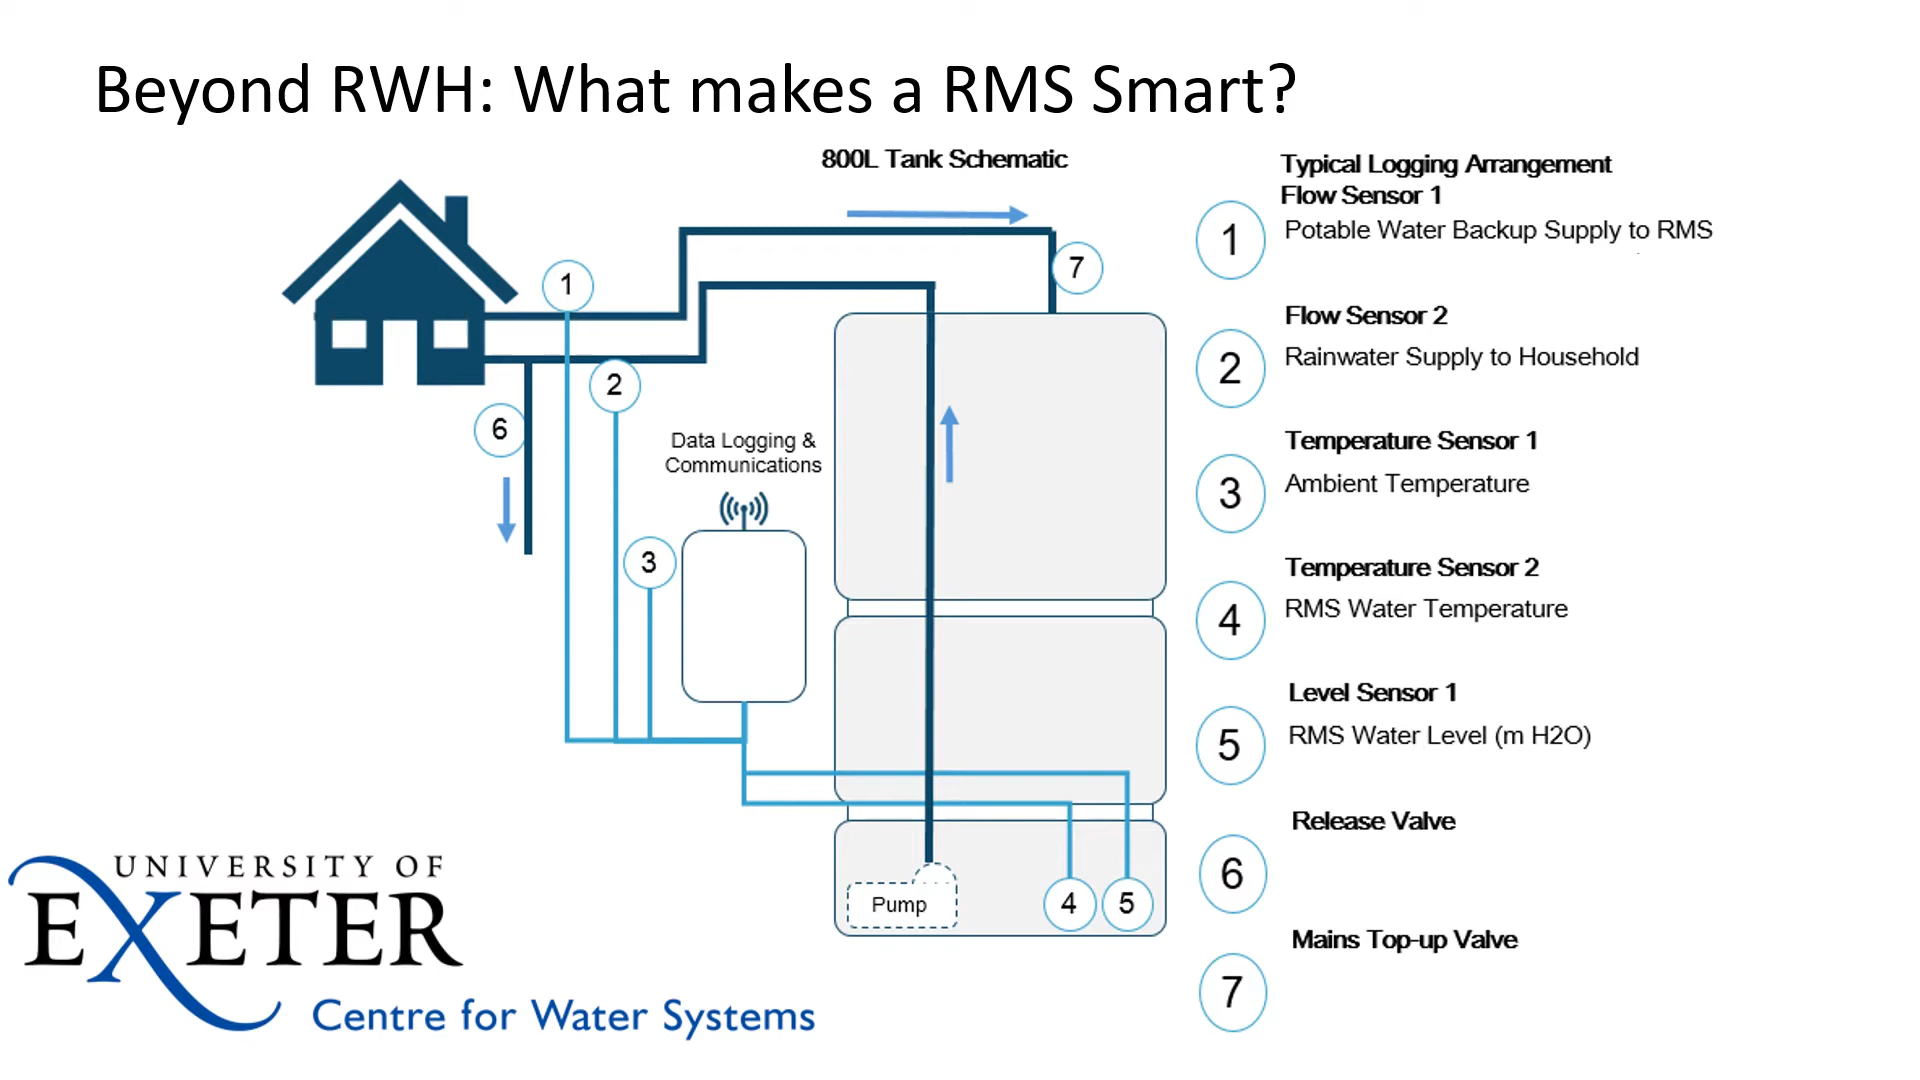 Beyond RWH: What makes a RMS Smart?
800L Tank Schematic
1
2
3
6
7
Data Logging &
Communications
Pump
4
5
Typical Logging Arrangement
Flow Sensor 1
1
Potable Water Backup Supply to RMS
Flow Sensor 2
2
Rainwater Supply to Household
Temperature Sensor 1
3
Ambient Temperature
Temperature Sensor 2
4
RMS Water Temperature
Level Sensor 1
5
RMS Water Level (m H2O)
Release Valve
6
Mains Top-up Valve
7
UNIVERSITY OF
EXETER
Centre for Water Systems